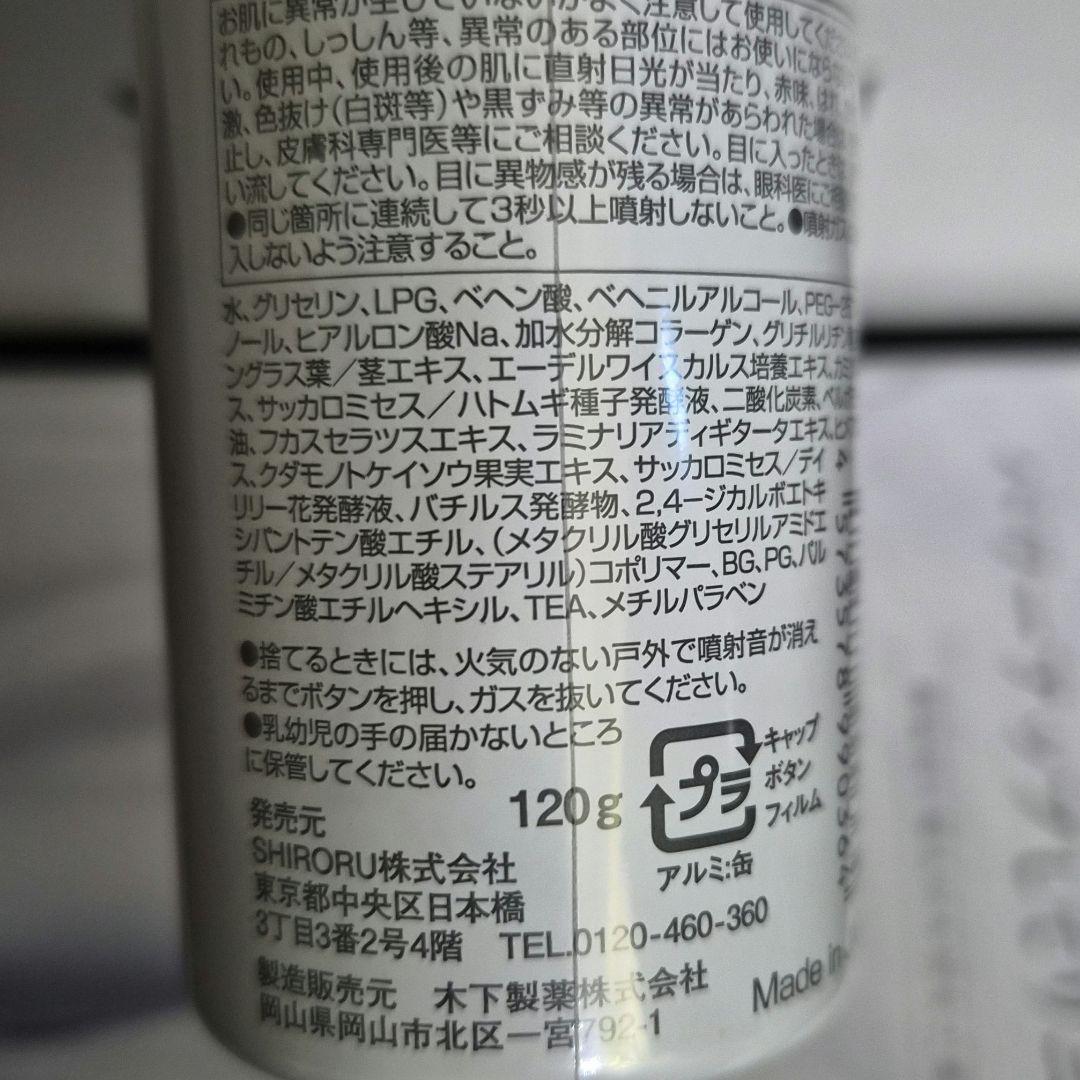 お肌に異常が生じていないかよく注意して使用してく
れもの、しっしん等、異常のある部位にはお使いになら
い。使用中、使用後の肌に直射日光が当たり、赤味、はれ、
激、色抜け(白斑等)や黒ずみ等の異常があらわれた場合
止し、皮膚科専門医等にご相談ください。目に入ったとき
い流してください。目に異物感が残る場合は、眼科医にご相
●同じ箇所に連続して3秒以上噴射しないこと。●噴射ガス
入しないよう注意すること。
水、グリセリン、LPG、ベヘン酸、ベヘニルアルコール、PEG-
ノール、ヒアルロン酸Na、加水分解コラーゲン、グリチルリチン
ングラス葉/茎エキス、エーデルワイスカルス培養エキス、カミ
ス、サッカロミセス/ハトムギ種子発酵液、二酸化炭素、ベル
油、フカスセラツスエキス、ラミナリアディギタータエキス、ヒ
ス、クダモノトケイソウ果実エキス、サッカロミセス/デイ
リリー花発酵液、バチルス発酵物、2,4-ジカルボエトキ
シパントテン酸エチル、(メタクリル酸グリセリルアミドエ
チル/メタクリル酸ステアリル)コポリマー、BG、PG、パル
ミチン酸エチルヘキシル、TEA、メチルパラベン
●捨てるときには、火気のない戸外で噴射音が消え
るまでボタンを押し、ガスを抜いてください。
●乳幼児の手の届かないところ
に保管してください。
120g
プラ
キャップ
ボタン
フィルム
アルミ:缶
発売元
SHIRORU株式会社
東京都中央区日本橋
3丁目3番2号4階 TEL.0120-460-360
製造販売元 木下製薬株式会社
岡山県岡山市北区一宮792-1
Made in